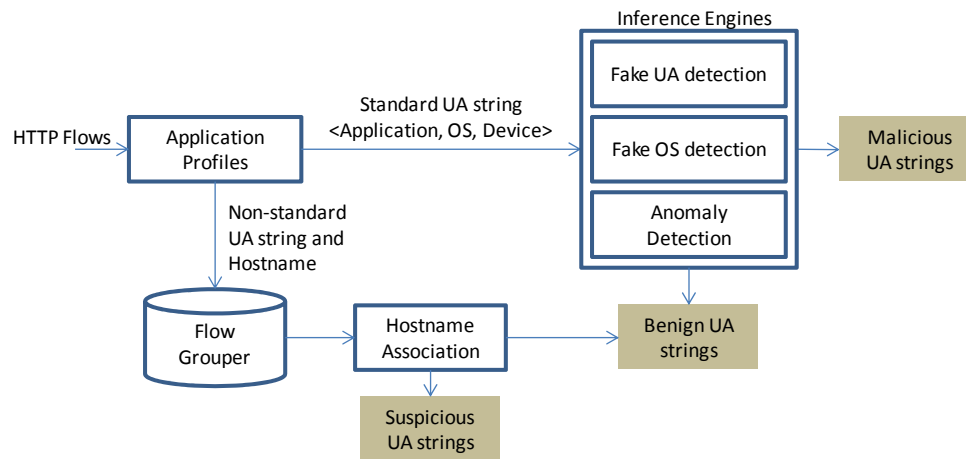 Inference Engines
Fake UA detection
Standard UA string
<Application, OS, Device>
HTTP Flows
Application
Profiles
Fake OS detection
Malicious
UA strings
Non-standard
UA string and
Hostname
Anomaly
Detection
Flow
Grouper
Hostname
Association
Benign UA
strings
Suspicious
UA strings